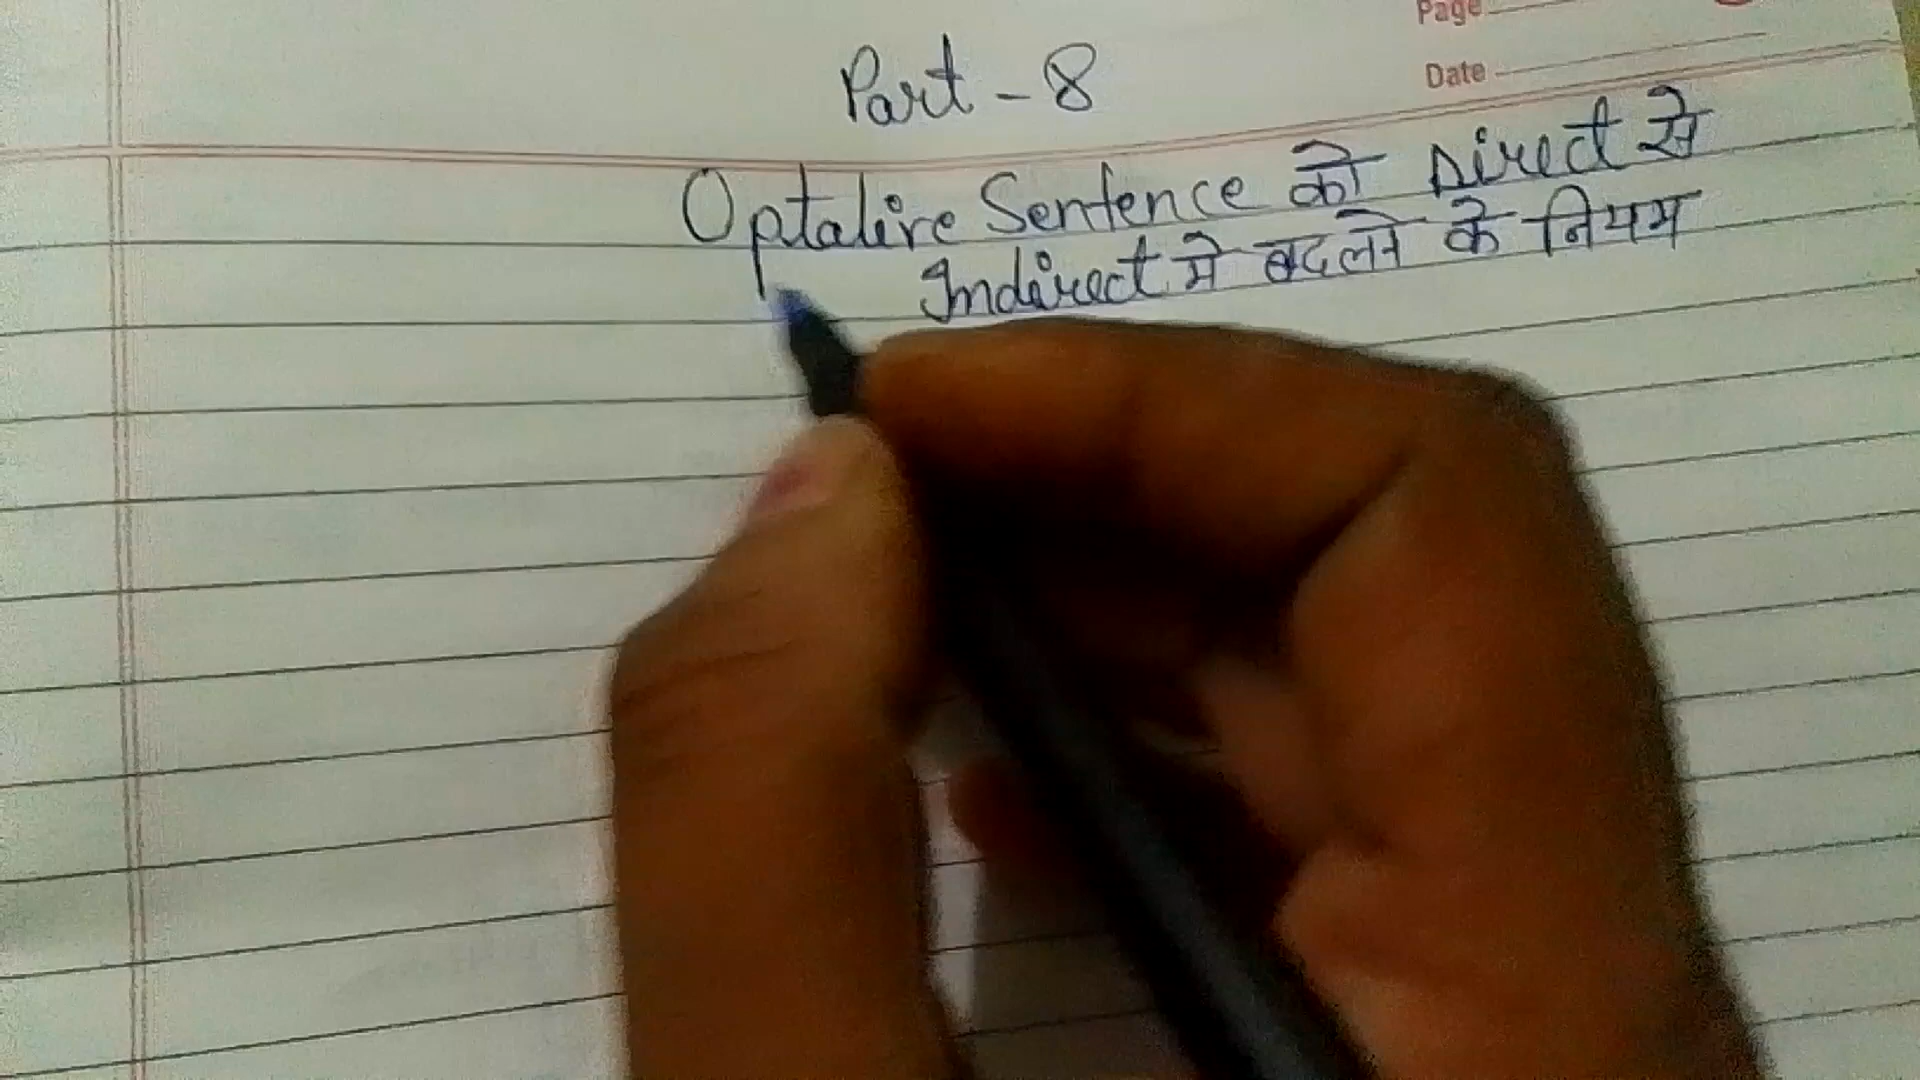 Page
Date
Part - 8
Optative Sentence को Direct से
Indirect मे बदलने के नियम